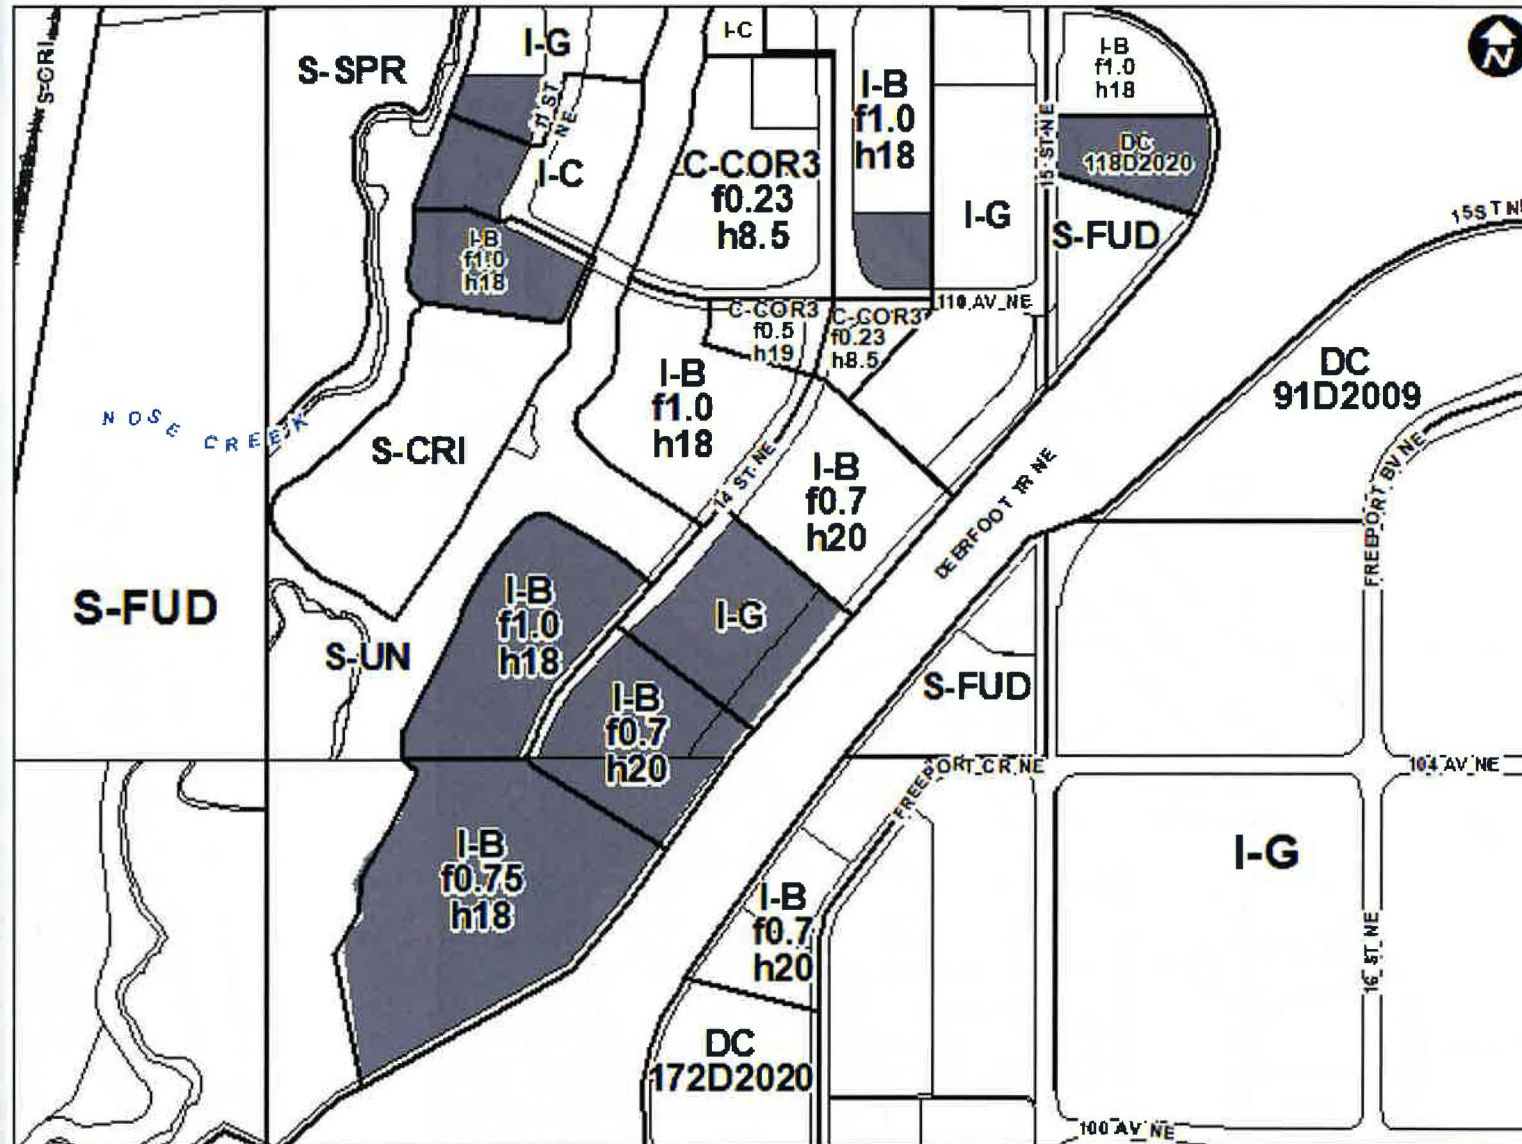 S-CRI
S-SPR
I-G
I-C
I-B
f1.0
h18
N
I-B
f1.0
h18
11 ST
NE
I-C
C-COR3
f0.23
h8.5
15 ST NE
DC
118D2020
I-G
S-FUD
15 ST NE
I-B
f1.0
h18
110 AV NE
C-COR3
f0.5
h19
C-COR3
f0.23
h8.5
DC
91D2009
NOSE CREEK
S-CRI
I-B
f1.0
h18
14 ST NE
I-B
f0.7
h20
DEERFOOT TR NE
FREEPORT BV NE
S-FUD
S-UN
I-B
f1.0
h18
I-G
I-B
f0.7
h20
S-FUD
FREEPORT CR NE
104 AV NE
I-B
f0.75
h18
I-B
f0.7
h20
I-G
16 ST NE
DC
172D2020
100 AV NE